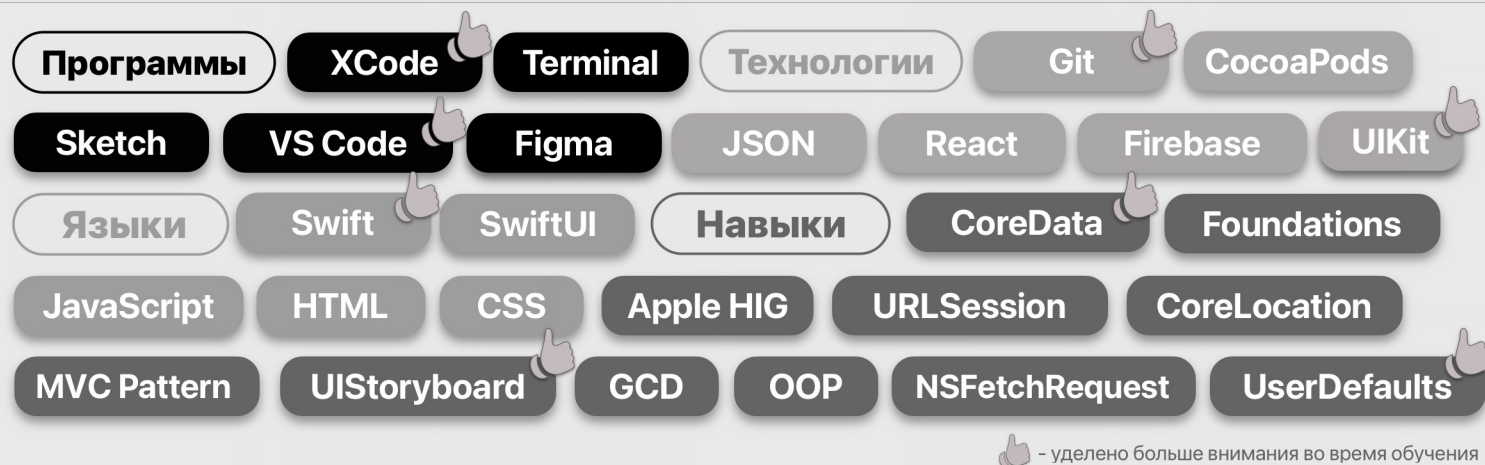 Программы XCode Terminal Технологии Git CocoaPods
Sketch VS Code Figma JSON React Firebase UIKit
Языки Swift SwiftUI Навыки CoreData Foundations
JavaScript HTML CSS Apple HIG URLSession CoreLocation
MVC Pattern UIStoryboard GCD OOP NSFetchRequest UserDefaults
- уделено больше внимания во время обучения